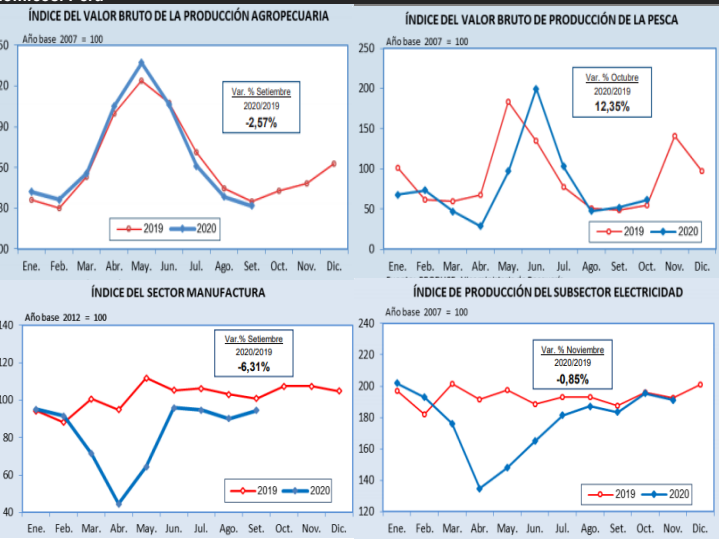 ÍNDICE DEL VALOR BRUTO DE LA PRODUCCIÓN AGROPECUARIA
Año base 2007 = 100
Var. % Setiembre
2020/2019
-2,57%
2019
2020
Ene. Feb. Mar. Abr. May. Jun. Jul. Ago. Set. Oct. Nov. Dic.
ÍNDICE DEL VALOR BRUTO DE PRODUCCIÓN DE LA PESCA
Año base 2007 = 100
250
200
150
100
50
0
Var. % Octubre
2020/2019
12,35%
2019
2020
Ene. Feb. Mar. Abr. May. Jun. Jul. Ago. Set. Oct. Nov. Dic.
ÍNDICE DEL SECTOR MANUFACTURA
Año base 2012 = 100
140
120
100
80
60
40
Var.% Setiembre
2020/2019
-6,31%
2019
2020
Ene. Feb. Mar. Abr. May. Jun. Jul. Ago. Set. Oct. Nov. Dic.
ÍNDICE DE PRODUCCIÓN DEL SUBSECTOR ELECTRICIDAD
Año base 2007 = 100
240
220
200
180
160
140
120
Var. % Noviembre
2020/2019
-0,85%
2019
2020
Ene. Feb. Mar. Abr. May. Jun. Jul. Ago. Set. Oct. Nov. Dic.